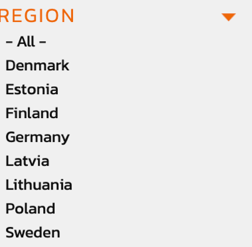 REGION
- All -
Denmark
Estonia
Finland
Germany
Latvia
Lithuania
Poland
Sweden